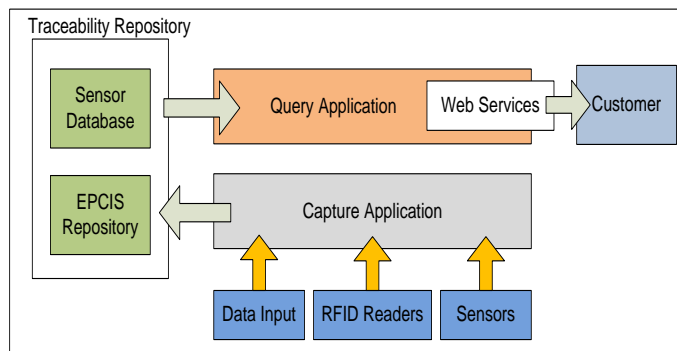 Traceability Repository
Sensor
Database
Query Application
Web Services
Customer
EPCIS
Repository
Capture Application
Data Input
RFID Readers
Sensors